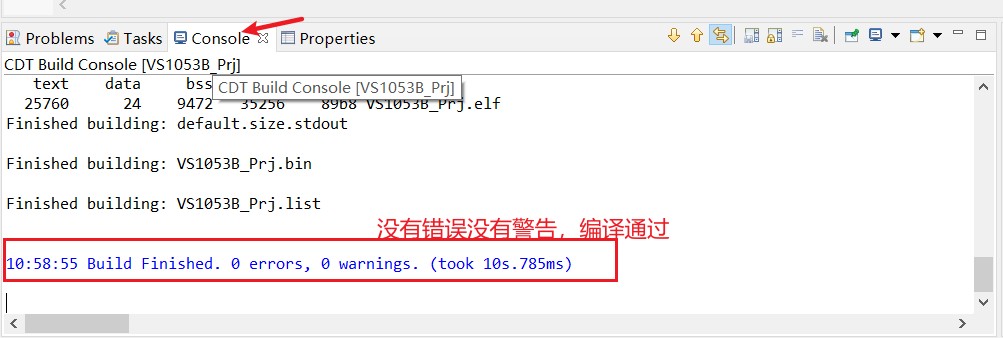 Problems Tasks Console Properties
CDT Build Console [VS1053B_Prj]
text data bss
CDT Build Console [VS1053B_Prj]
25760 24 9472 35256 89b8 VS1053B_Prj.elf
Finished building: default.size.stdout
Finished building: VS1053B_Prj.bin
Finished building: VS1053B_Prj.list
没有错误没有警告，编译通过
10:58:55 Build Finished. 0 errors, 0 warnings. (took 10s.785ms)